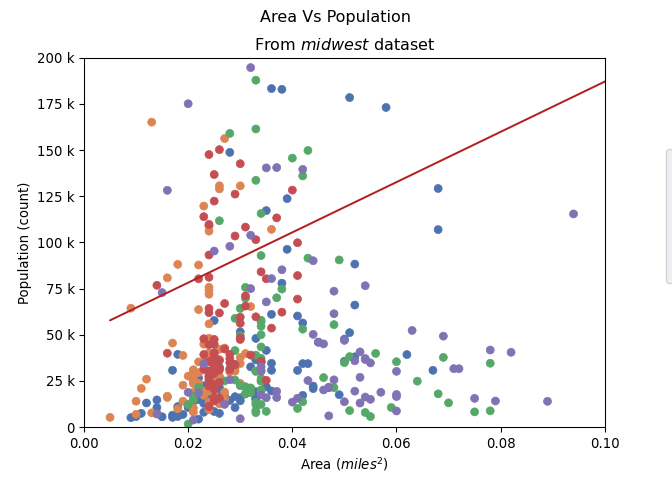 Area Vs Population
From midwest dataset
200 k
175 k
150 k
125 k
100 k
75 k
50 k
25 k
0
Population (count)
0.00 0.02 0.04 0.06 0.08 0.10
Area (miles²)